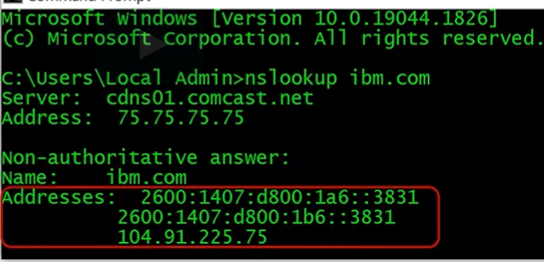 Command Prompt
Microsoft Windows [Version 10.0.19044.1826]
(c) Microsoft Corporation. All rights reserved.
C:\Users\Local Admin>nslookup ibm.com
Server:  cdns01.comcast.net
Address:  75.75.75.75
Non-authoritative answer:
Name:    ibm.com
Addresses:  2600:1407:d800:1a6::3831
2600:1407:d800:1b6::3831
104.91.225.75